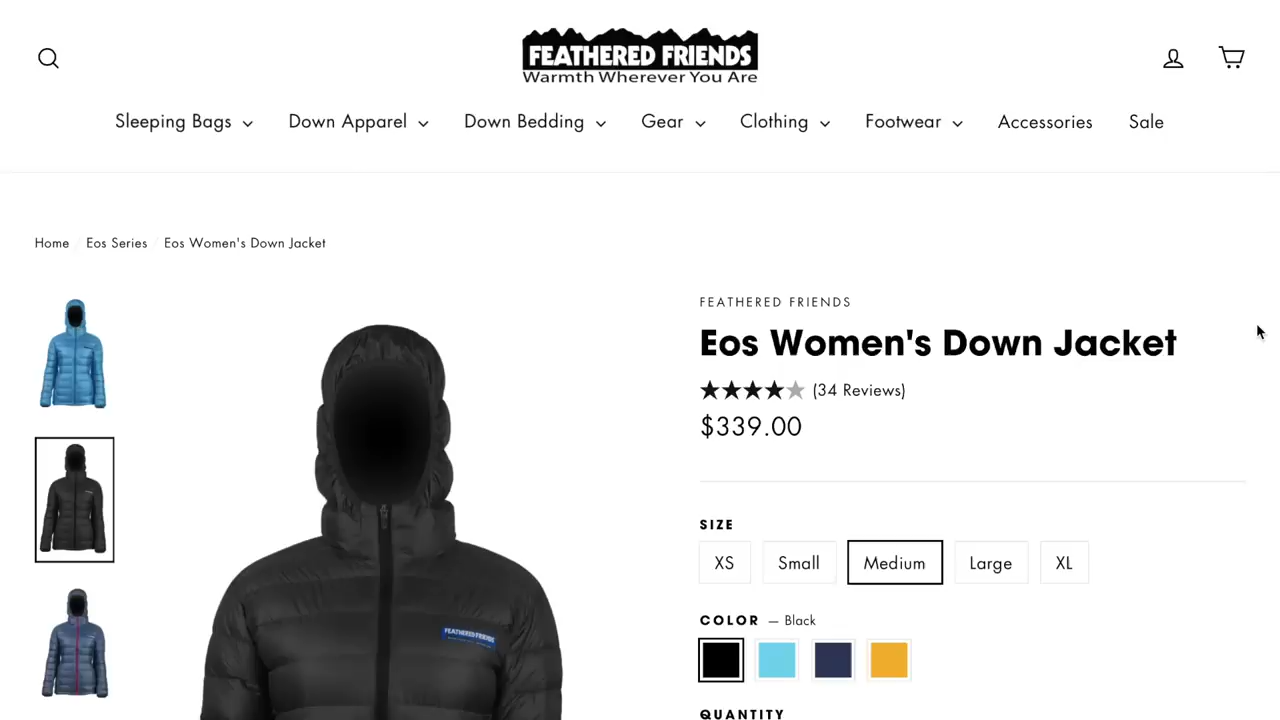 FEATHERED FRIENDS
Warmth Wherever You Are
Sleeping Bags
Down Apparel
Down Bedding
Gear
Clothing
Footwear
Accessories
Sale
Home / Eos Series / Eos Women's Down Jacket
FEATHERED FRIENDS
Eos Women's Down Jacket
(34 Reviews)
$339.00
SIZE
XS
Small
Medium
Large
XL
COLOR — Black
QUANTITY
FEATHERED FRIENDS